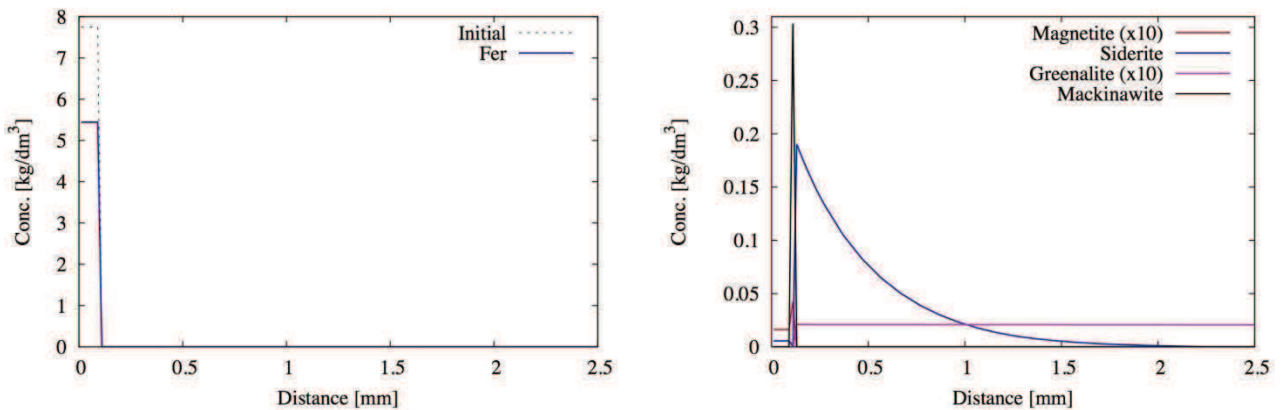 8
7
6
5
4
3
2
1
0
Conc. [kg/dm³]
Initial
Fer
0 0.5 1 1.5 2 2.5
Distance [mm]
0.3
0.25
0.2
0.15
0.1
0.05
0
Conc. [kg/dm³]
Magnetite (x10)
Siderite
Greenalite (x10)
Mackinawite
0 0.5 1 1.5 2 2.5
Distance [mm]